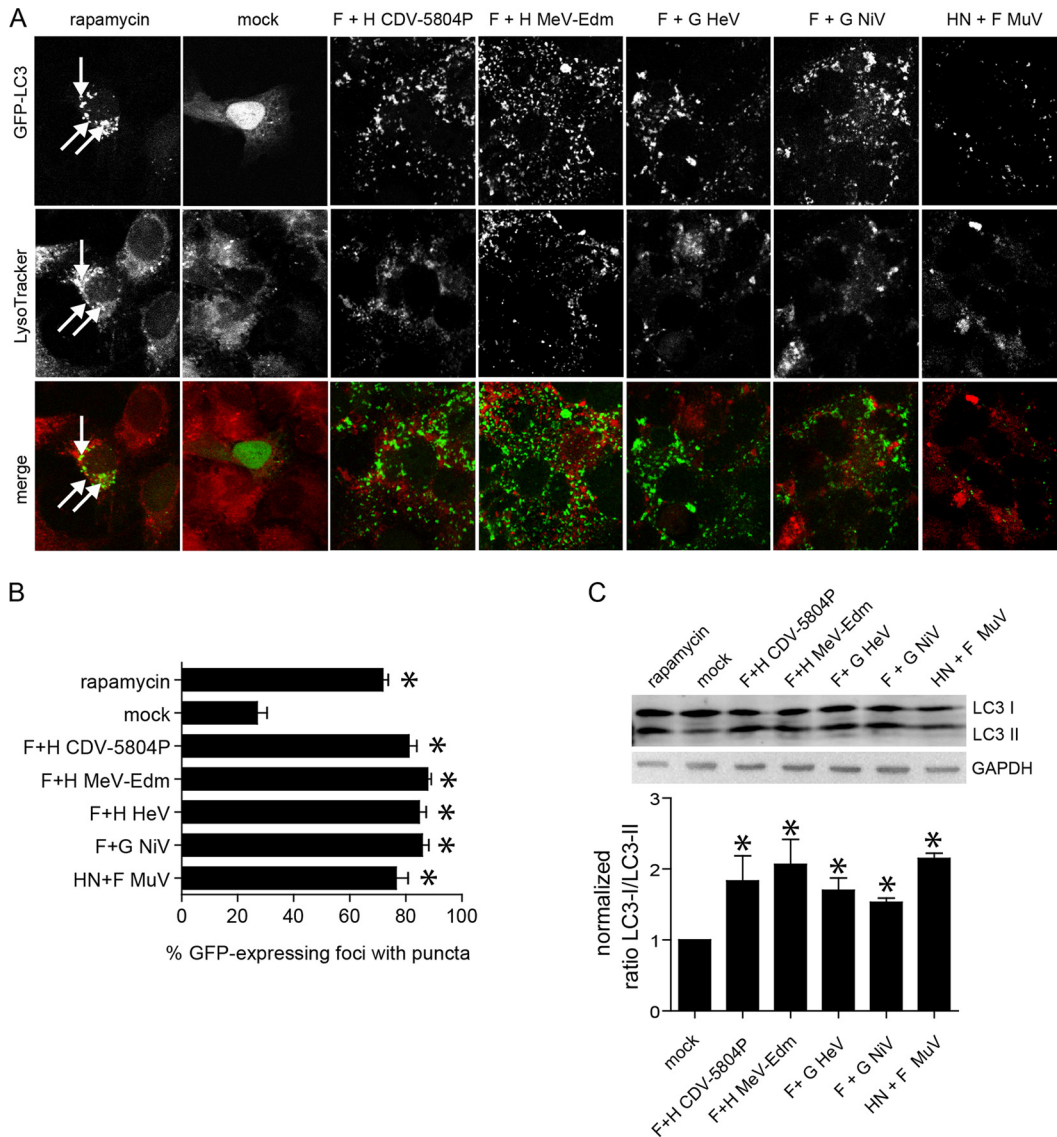 A
rapamycin
mock
F + H CDV-5804P
F + H MeV-Edm
F + G HeV
F + G NiV
HN + F MuV
GFP-LC3
LysoTracker
merge
B
rapamycin
mock
F+H CDV-5804P
F+H MeV-Edm
F+H HeV
F+G NiV
HN+F MuV
0 20 40 60 80 100
% GFP-expressing foci with puncta
C
rapamycin
mock
F+H CDV-5804P
F+H MeV-Edm
F+ G HeV
F + G NiV
HN + F MuV
LC3 I
LC3 II
GAPDH
3
2
1
0
normalized
ratio LC3-I/LC3-II
mock
F+H CDV-5804P
F+H MeV-Edm
F+ G HeV
F + G NiV
HN + F MuV